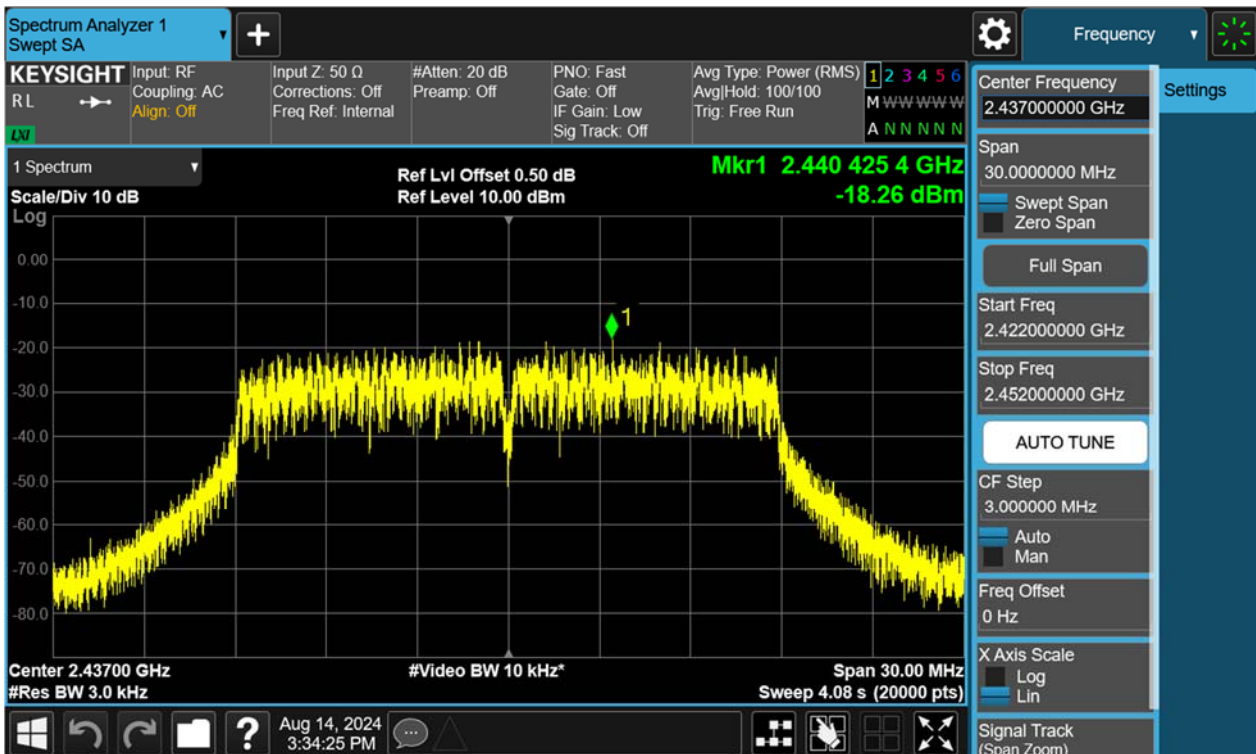 Spectrum Analyzer 1
Swept SA
+
Frequency
KEYSIGHT
RL
LXI
Input: RF
Coupling: AC
Align: Off
Input Z: 50 Ω
Corrections: Off
Freq Ref: Internal
#Atten: 20 dB
Preamp: Off
PNO: Fast
Gate: Off
IF Gain: Low
Sig Track: Off
Avg Type: Power (RMS)
Avg|Hold: 100/100
Trig: Free Run
1 2 3 4 5 6
M W W W W W
A N N N N N
1 Spectrum
Scale/Div 10 dB
Log
Ref Lvl Offset 0.50 dB
Ref Level 10.00 dBm
Mkr1 2.440 425 4 GHz
-18.26 dBm
0.00
-10.0
-20.0
-30.0
-40.0
-50.0
-60.0
-70.0
-80.0
1
Center 2.43700 GHz
#Res BW 3.0 kHz
#Video BW 10 kHz*
Span 30.00 MHz
Sweep 4.08 s (20000 pts)
Aug 14, 2024
3:34:25 PM
?
Settings
Center Frequency
2.437000000 GHz
Span
30.0000000 MHz
Swept Span
Zero Span
Full Span
Start Freq
2.422000000 GHz
Stop Freq
2.452000000 GHz
AUTO TUNE
CF Step
3.000000 MHz
Auto
Man
Freq Offset
0 Hz
X Axis Scale
Log
Lin
Signal Track
(Span Zoom)